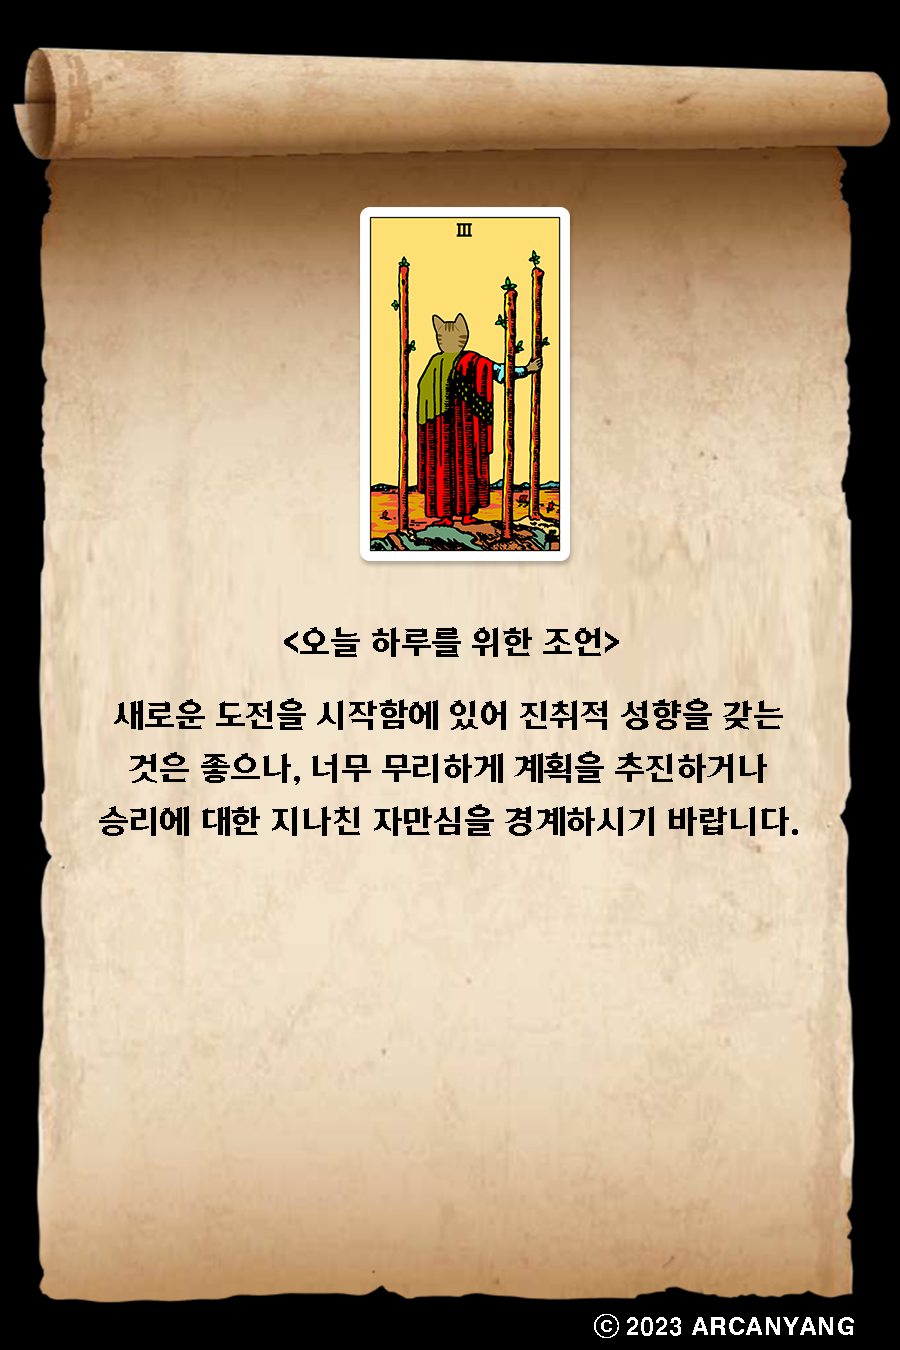 III
<오늘 하루를 위한 조언>
새로운 도전을 시작함에 있어 진취적 성향을 갖는
것은 좋으나, 너무 무리하게 계획을 추진하거나
승리에 대한 지나친 자만심을 경계하시기 바랍니다.
ⓒ 2023 ARCANYANG